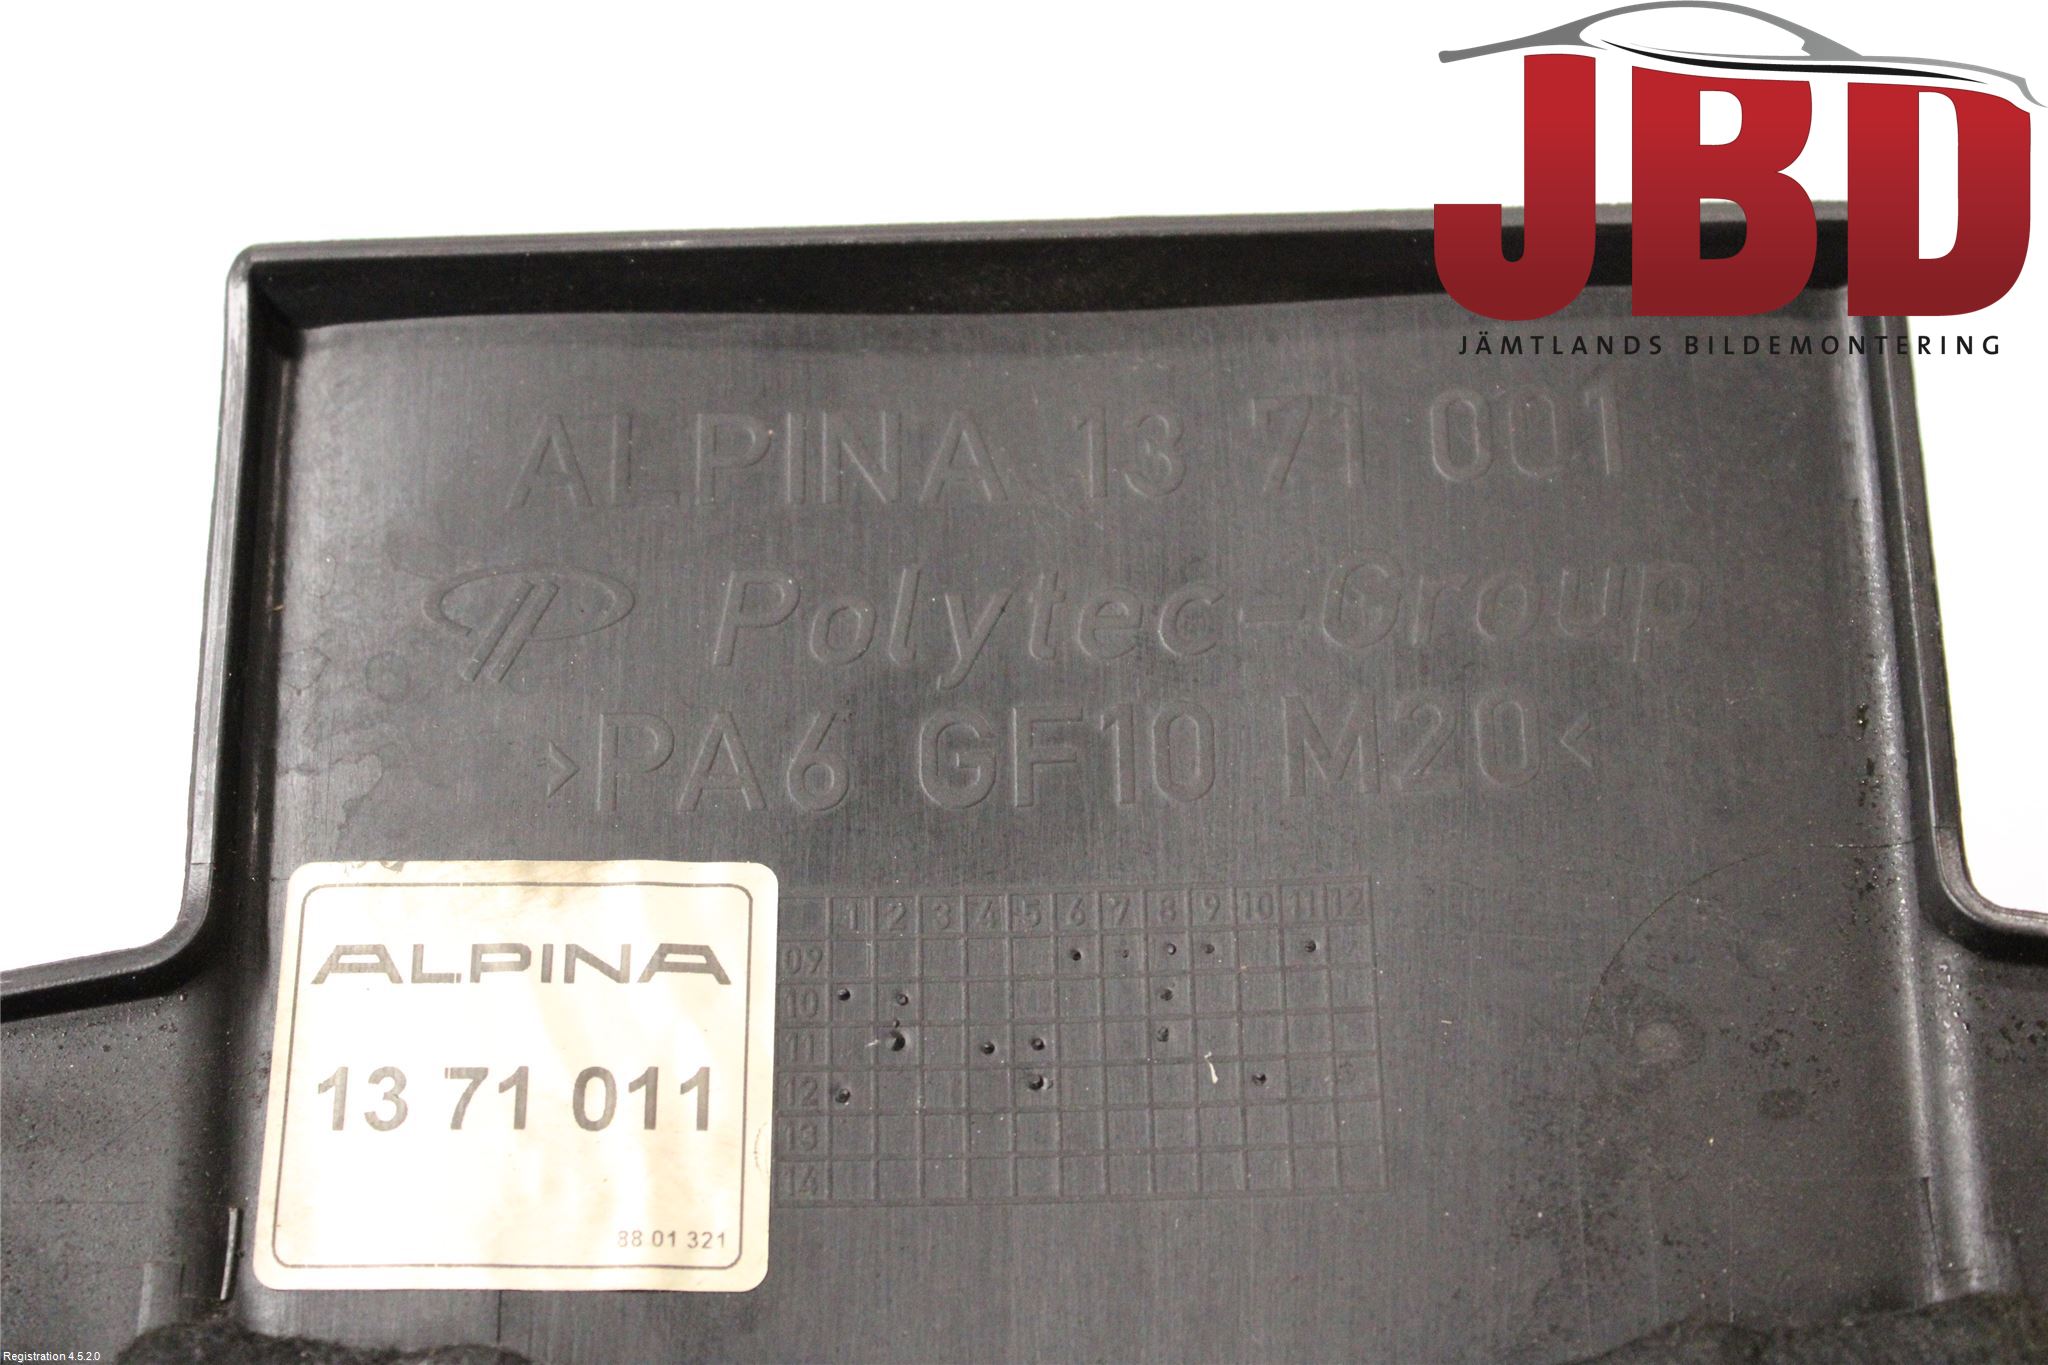 JBD
JÄMTLANDS BILDEMONTERING
ALPINA 13 71 001
Polytec-Group
>PA6 GF10 M20<
1 2 3 4 5 6 7 8 9 10 11 12
09
10
11
12
13
14
ALPINA
13 71 011
88 01 321
Registration 4.5.2.0